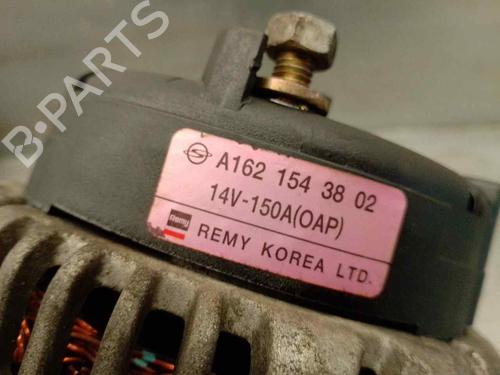 B-PARTS
A162 154 38 02
14V-150A(OAP)
Remy
REMY KOREA LTD.